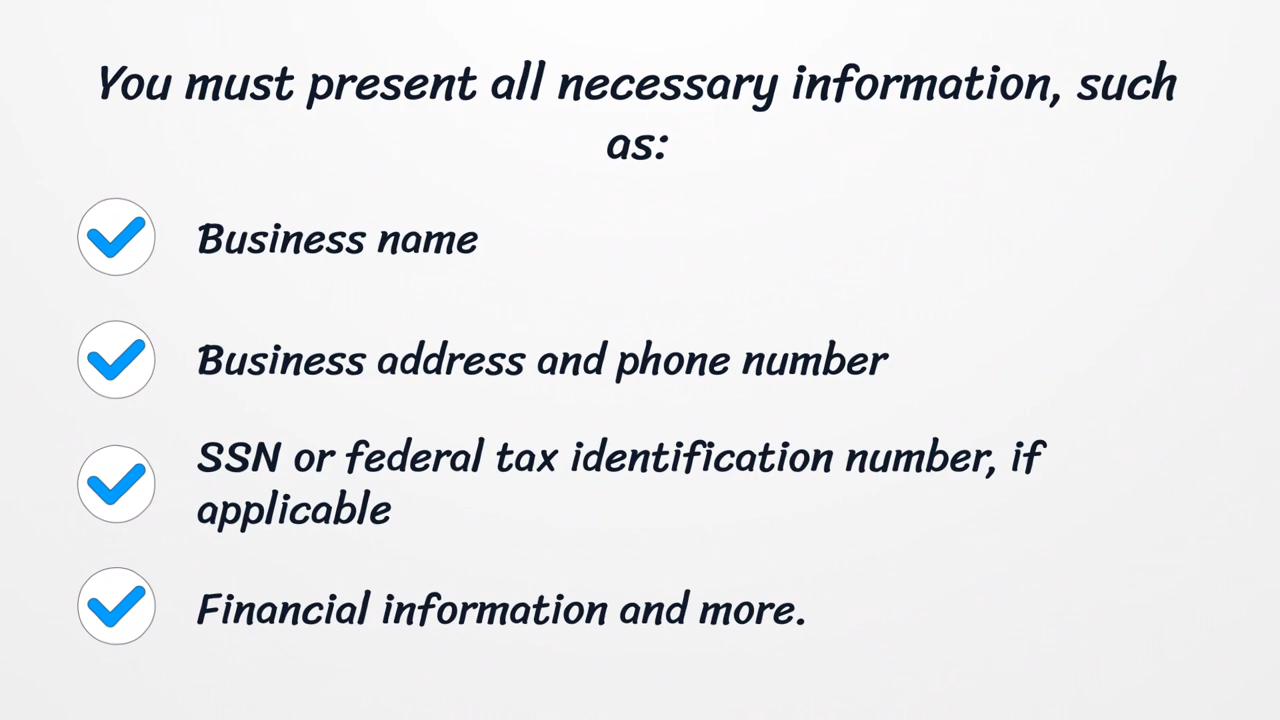 You must present all necessary information, such
as:
Business name
Business address and phone number
SSN or federal tax identification number, if
applicable
Financial information and more.